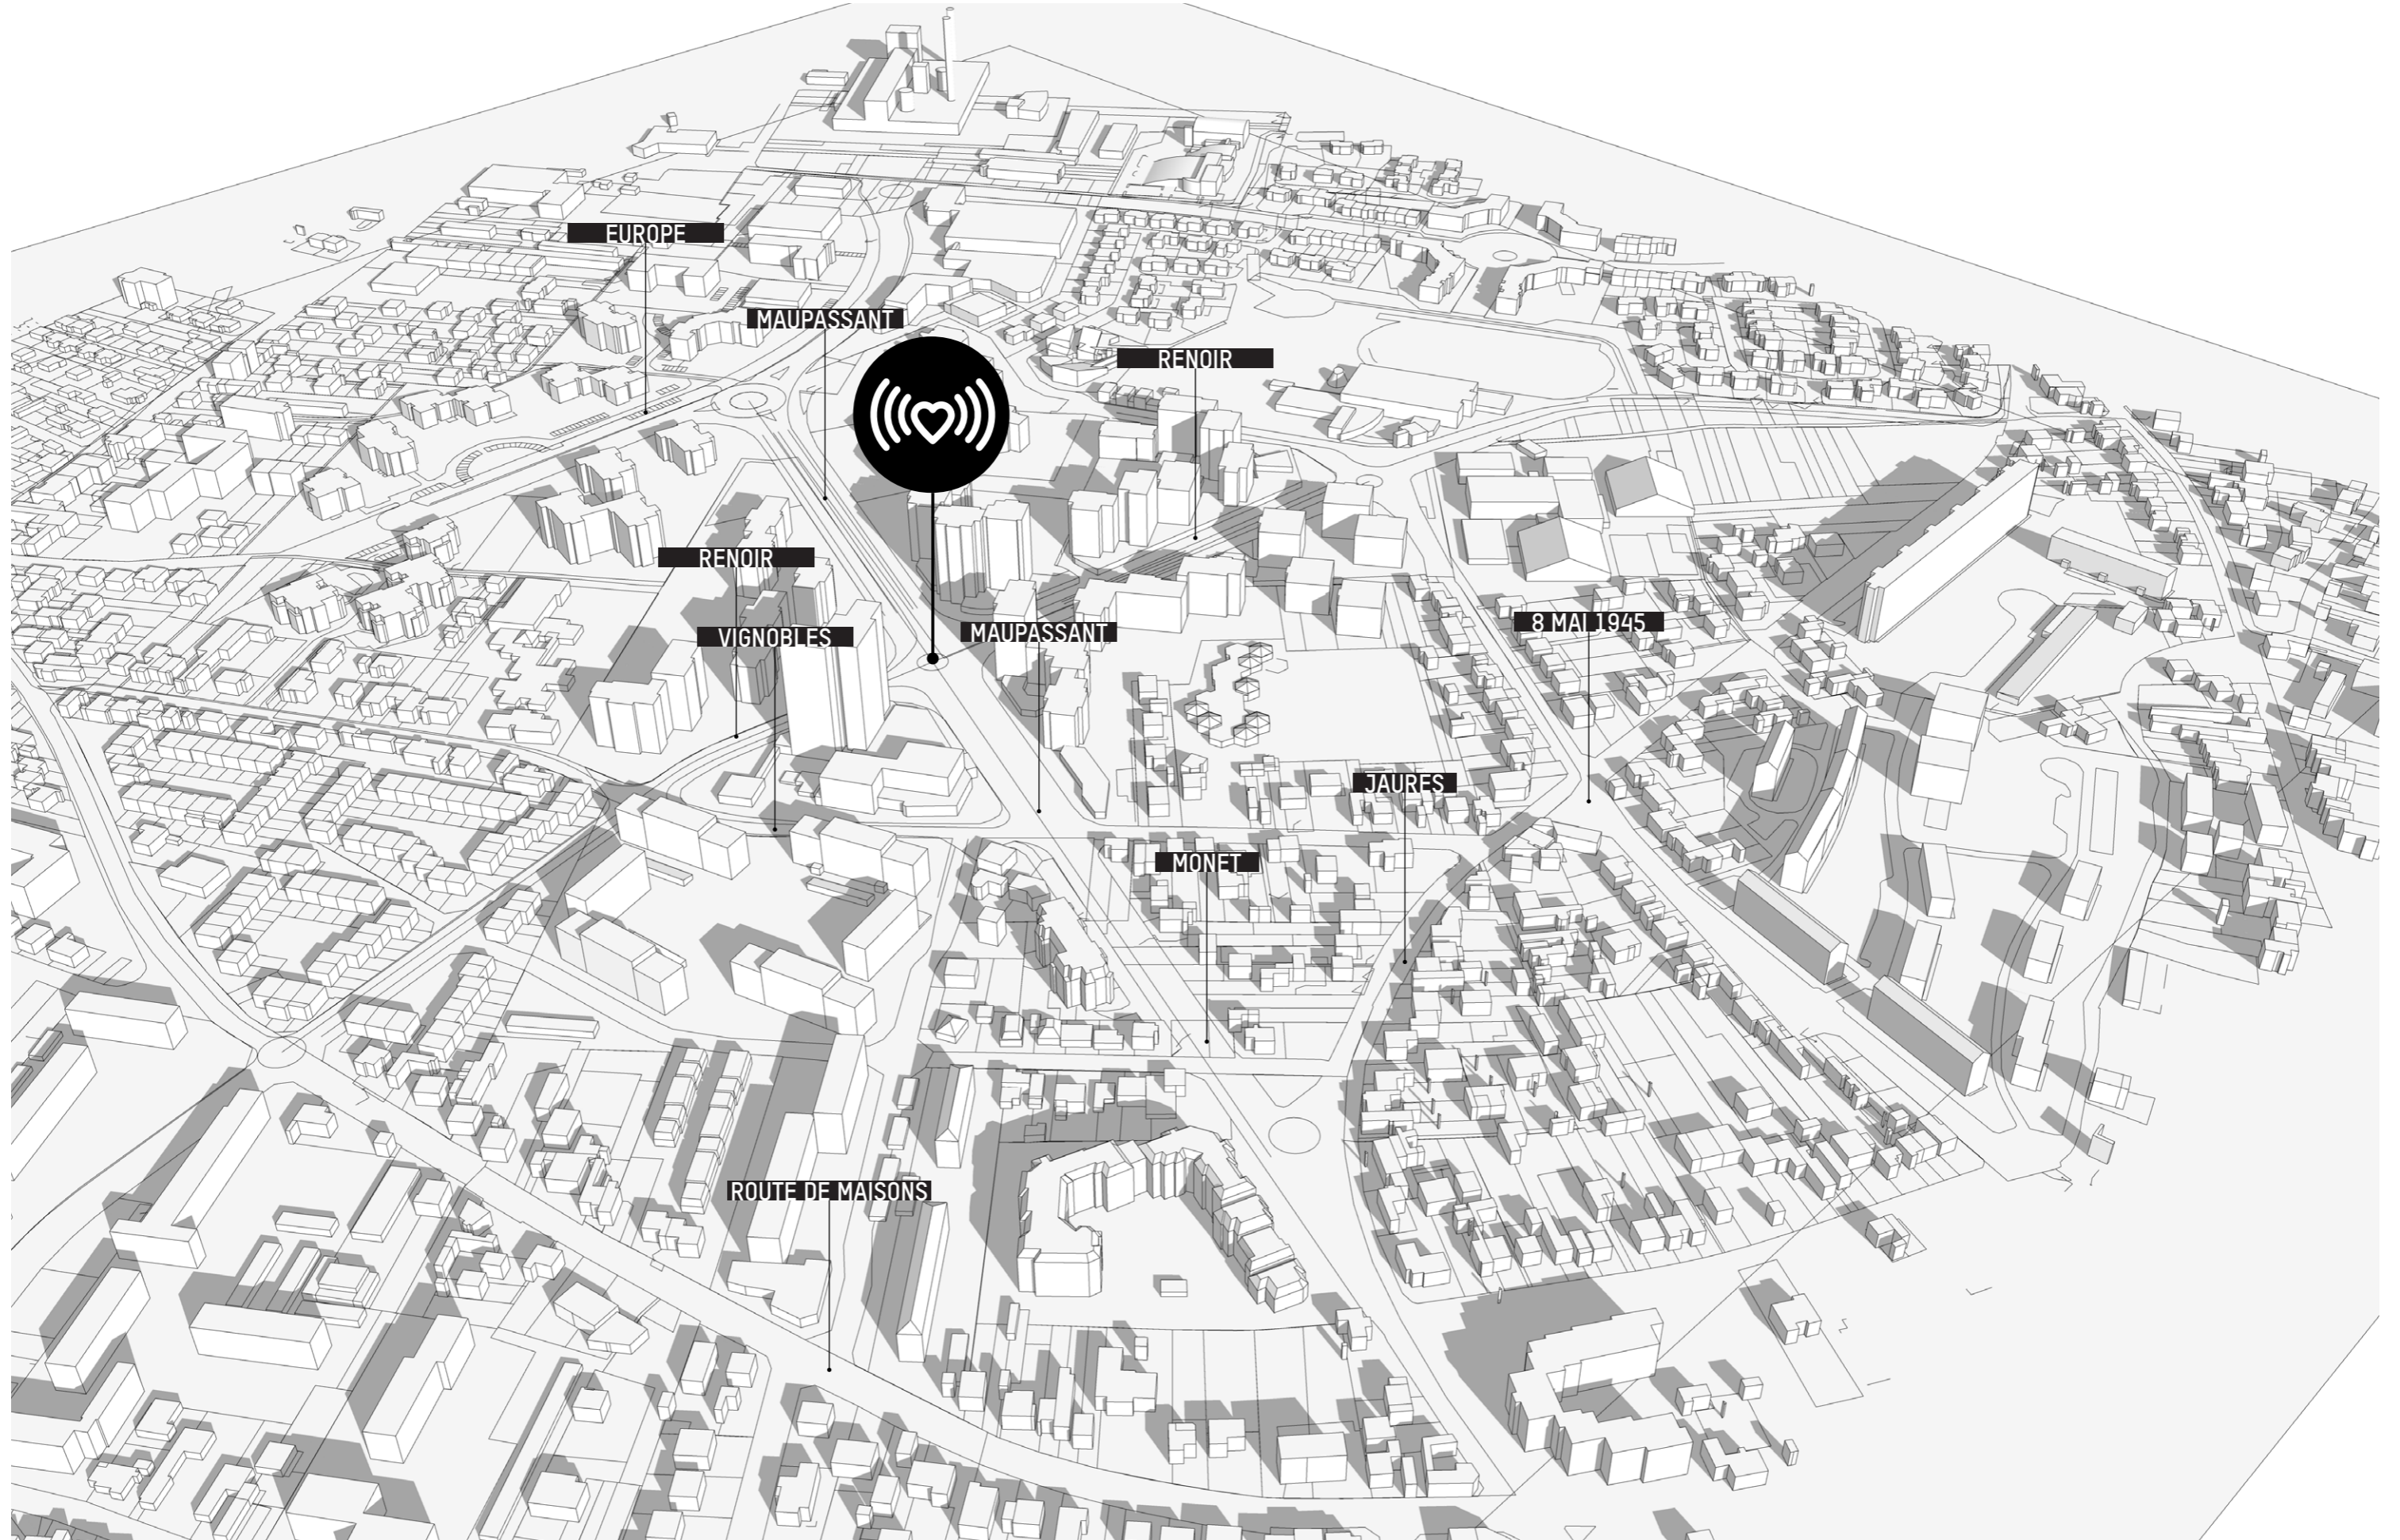 EUROPE
MAUPASSANT
RENOIR
RENOIR
VIGNOBLES
MAUPASSANT
8 MAI 1945
JAURES
MONET
ROUTE DE MAISONS